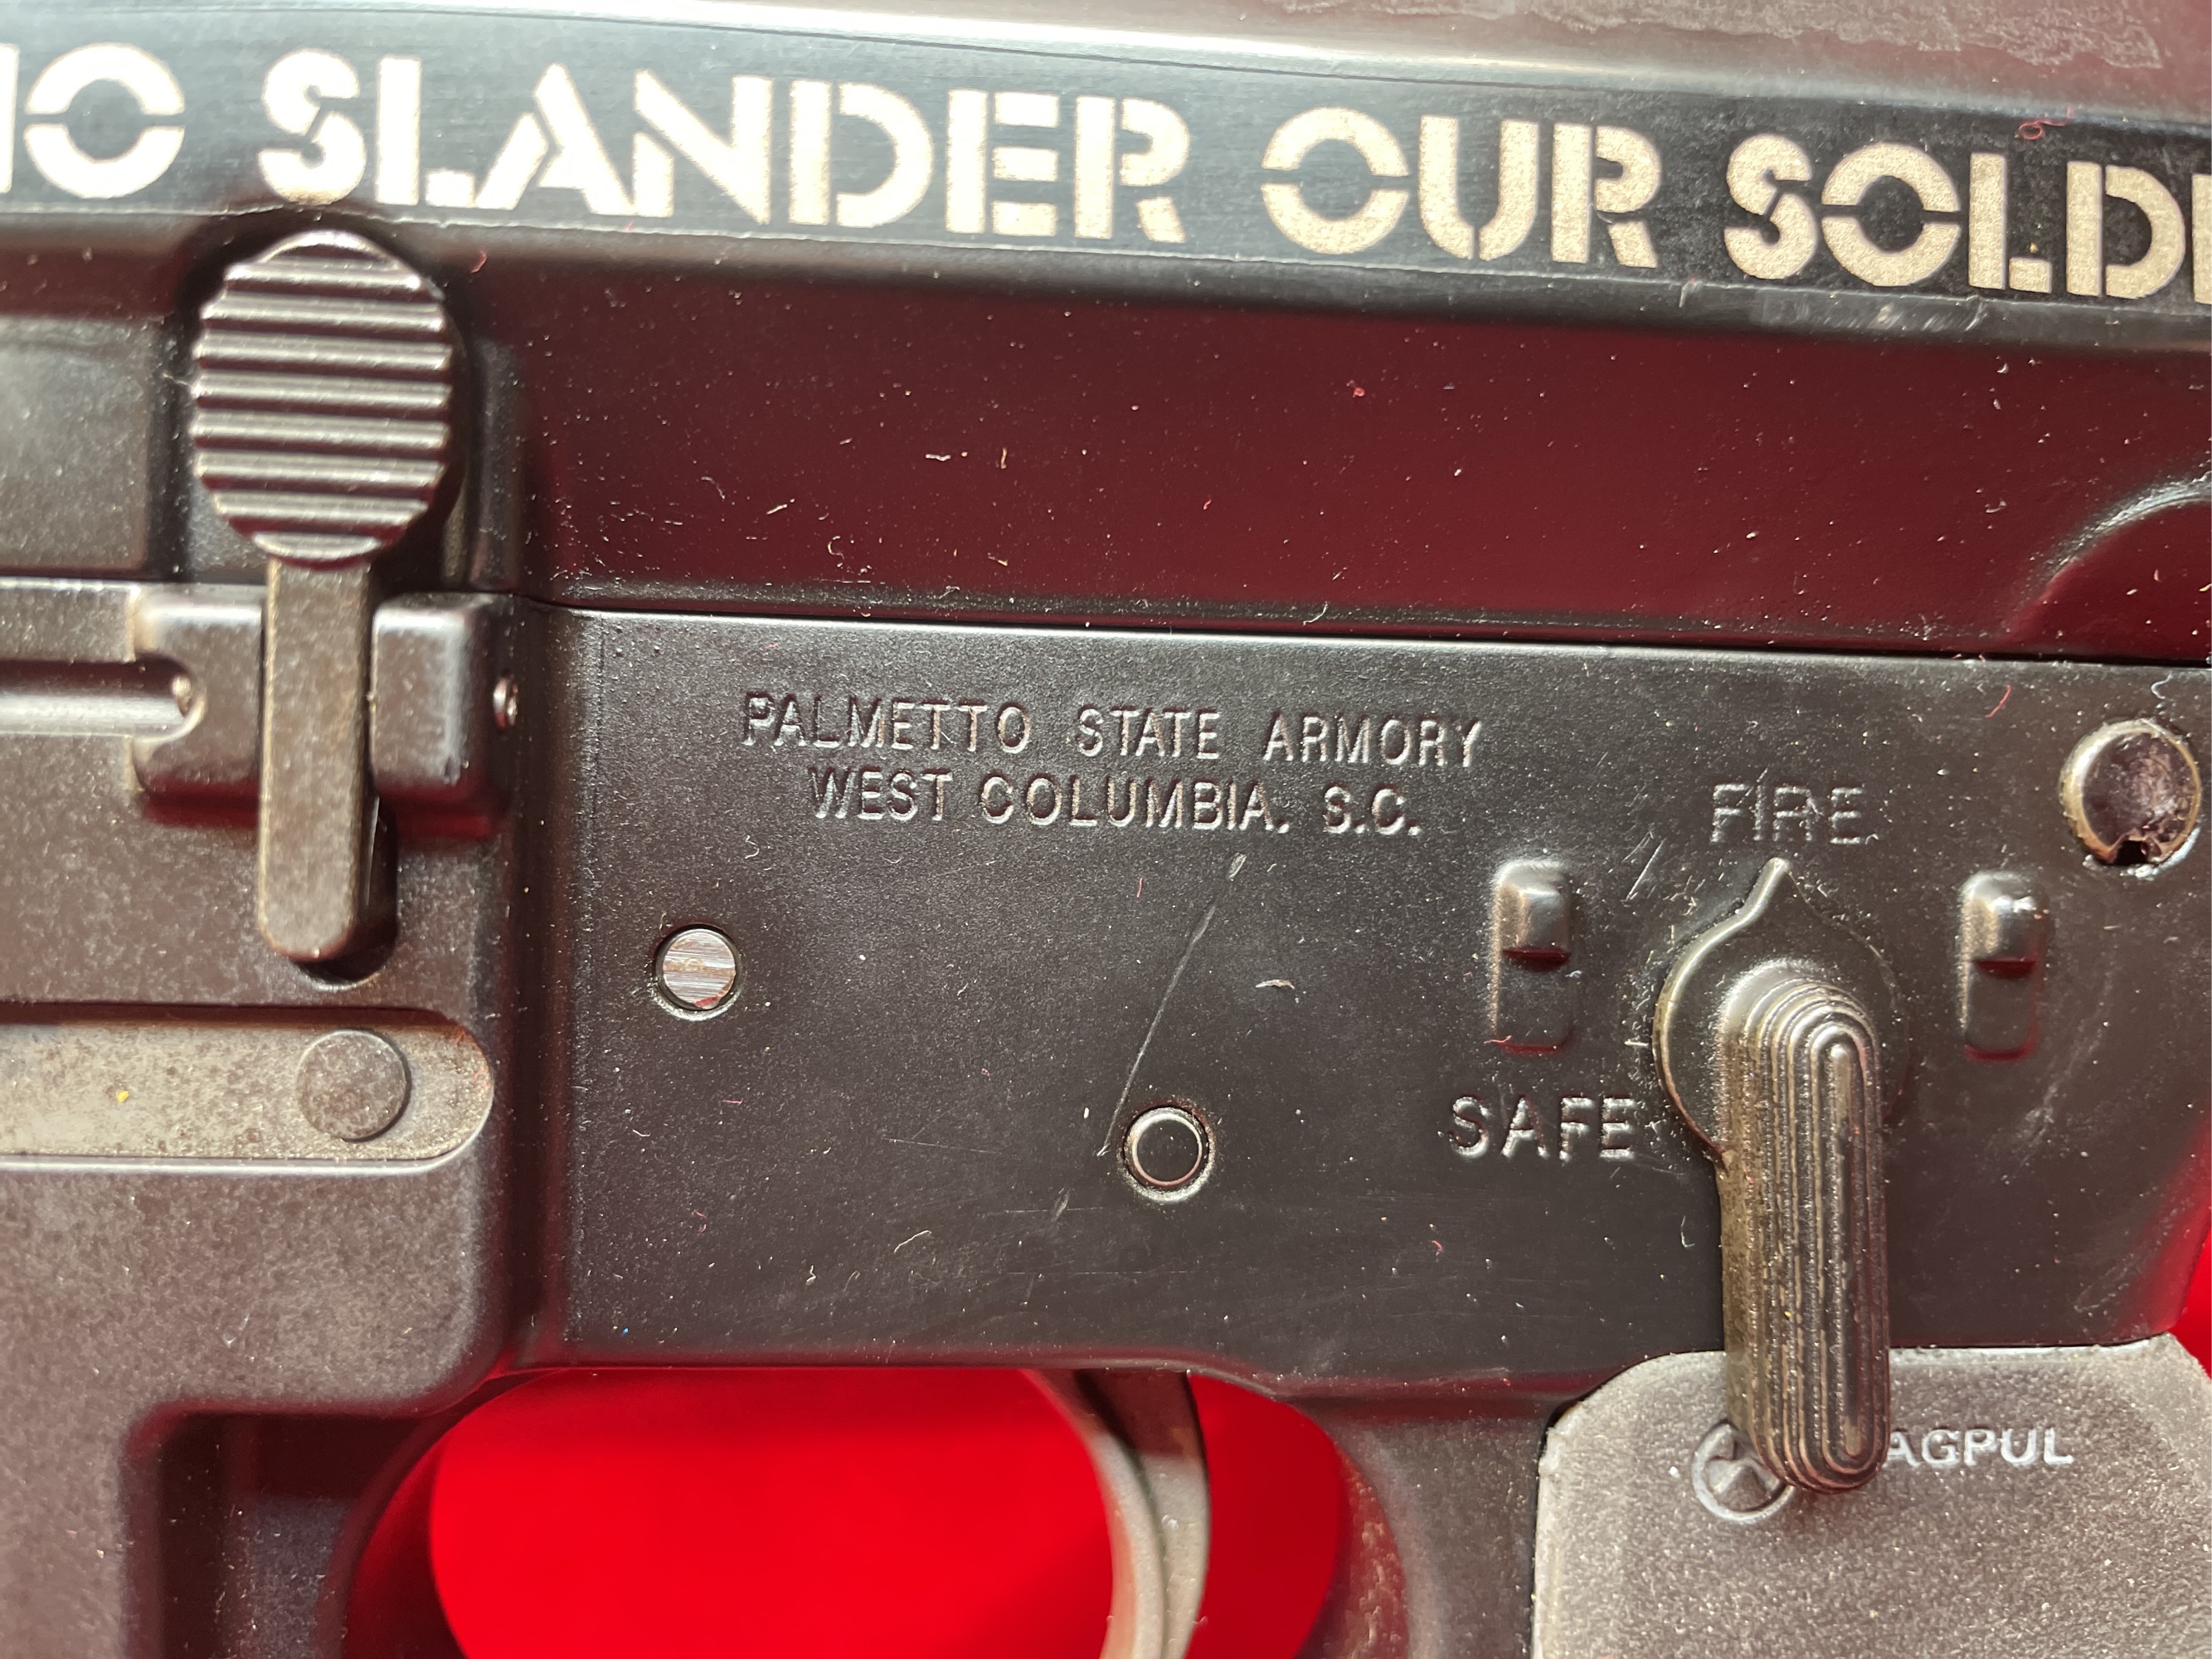 SLANDER OUR
PALMETTO STATE ARMORY
WEST COLUMBIA. S.C.
FIRE
SAFE
AGPUL